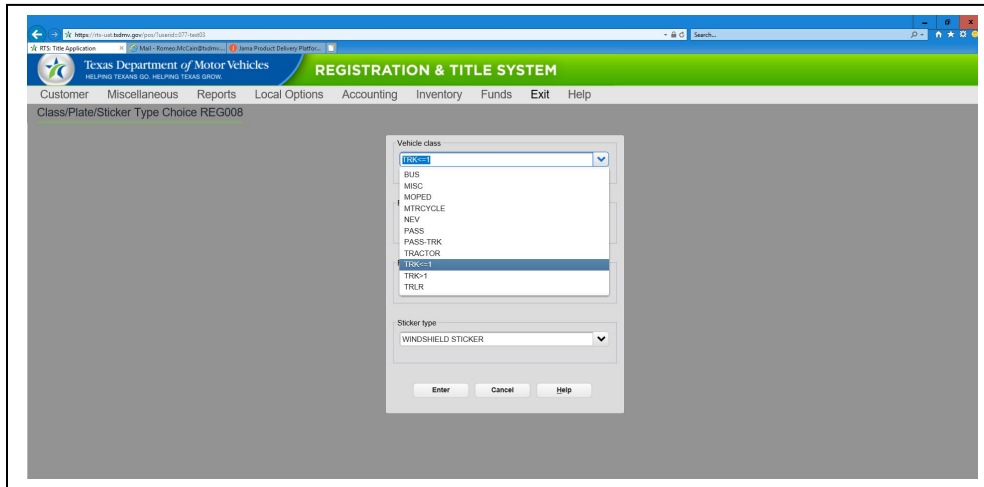 https://rts-uat.txdmv.gov/pos/?userid=077-test03
Search...
RTS: Title Application
Mail - Romeo.McCain@txdmv....
Jama Product Delivery Platfor...
Texas Department of Motor Vehicles
HELPING TEXANS GO. HELPING TEXAS GROW.
REGISTRATION & TITLE SYSTEM
Customer Miscellaneous Reports Local Options Accounting Inventory Funds Exit Help
Class/Plate/Sticker Type Choice REG008
Vehicle class
TRK<=1
BUS
MISC
MOPED
MTRCYCLE
NEV
PASS
PASS-TRK
TRACTOR
TRK<=1
TRK>1
TRLR
Sticker type
WINDSHIELD STICKER
Enter Cancel Help